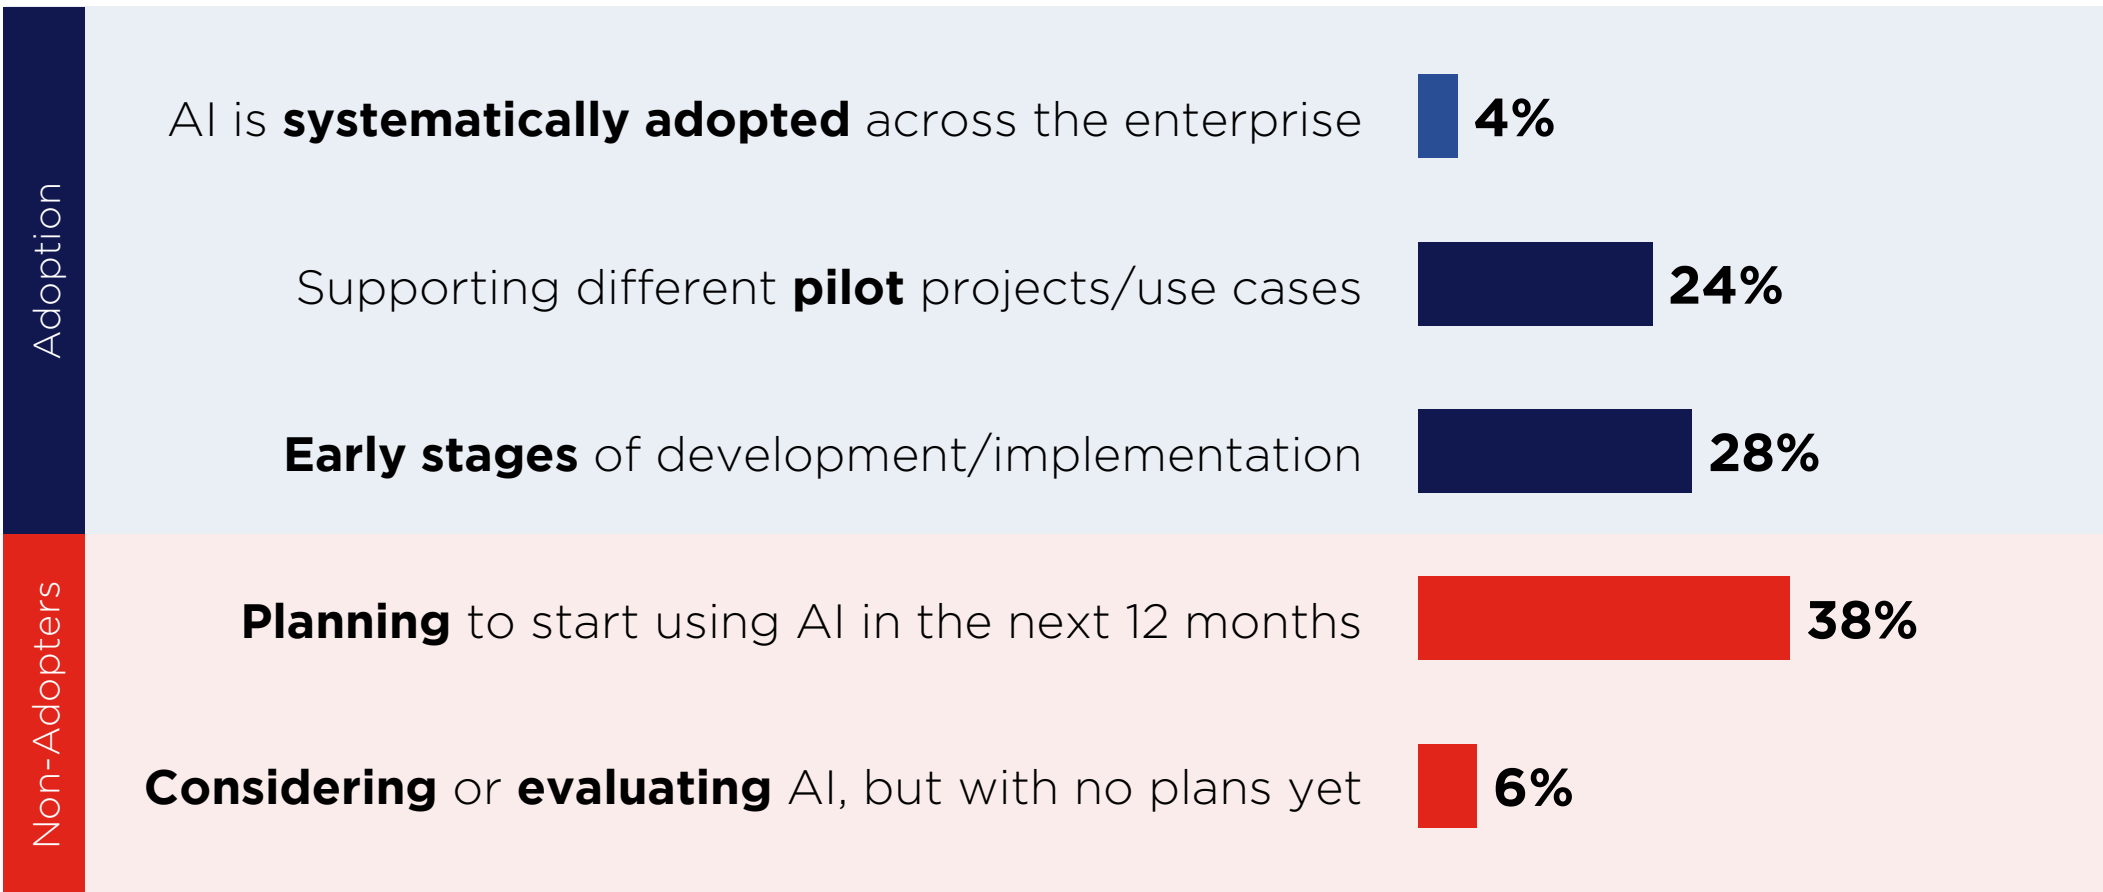 Adoption
AI is systematically adopted across the enterprise 4%
Supporting different pilot projects/use cases 24%
Early stages of development/implementation 28%
Non-Adopters
Planning to start using AI in the next 12 months 38%
Considering or evaluating AI, but with no plans yet 6%